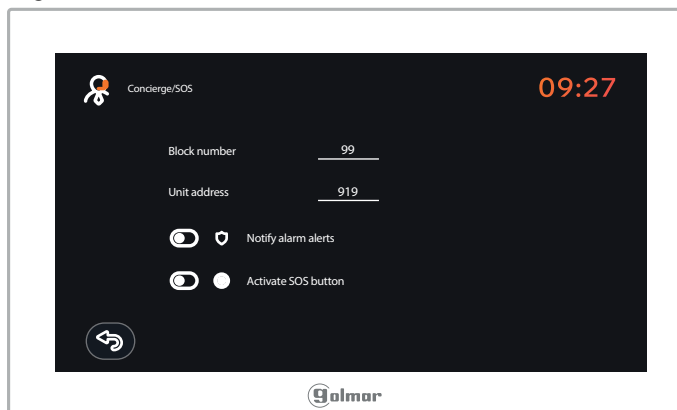 Concierge/SOS
09:27
Block number 99
Unit address 919
Notify alarm alerts
Activate SOS button
golmar